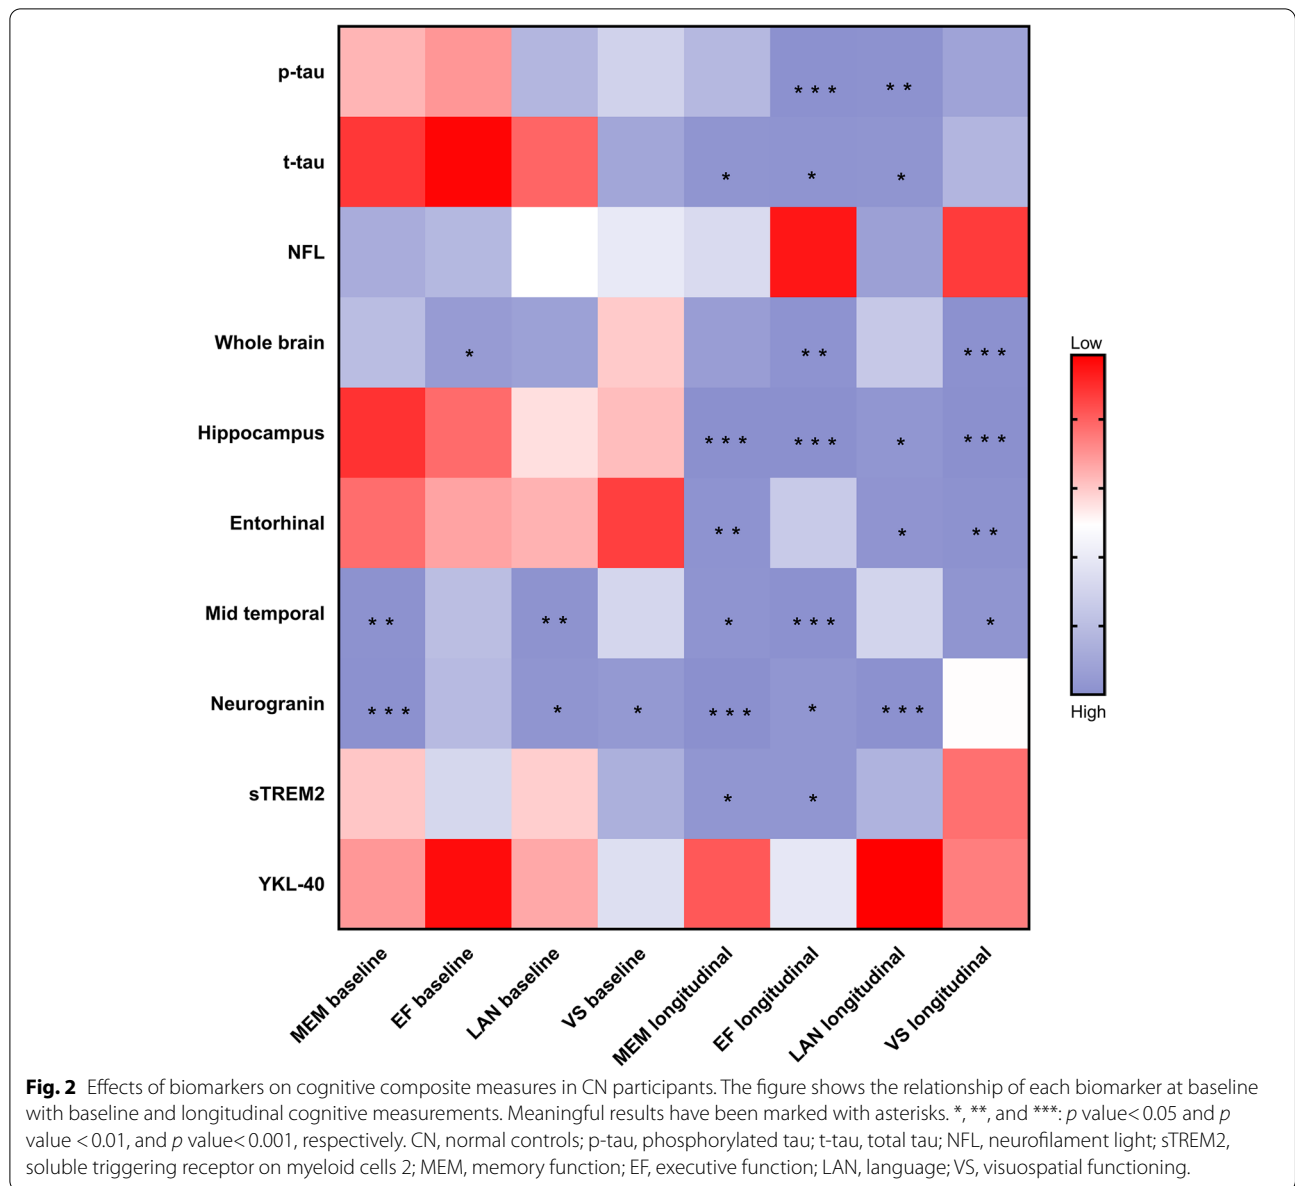 p-tau
* * *
* *
t-tau
*
*
*
NFL
Whole brain
*
* *
* * *
Hippocampus
* * *
* * *
*
* * *
Entorhinal
* *
*
* *
Mid temporal
* *
* *
*
* * *
*
Neurogranin
* * *
*
*
* * *
*
* * *
sTREM2
*
*
YKL-40
MEM baseline
EF baseline
LAN baseline
VS baseline
MEM longitudinal
EF longitudinal
LAN longitudinal
VS longitudinal
Low
High
Fig. 2 Effects of biomarkers on cognitive composite measures in CN participants. The figure shows the relationship of each biomarker at baseline
with baseline and longitudinal cognitive measurements. Meaningful results have been marked with asterisks. *, **, and ***: p value< 0.05 and p
value < 0.01, and p value< 0.001, respectively. CN, normal controls; p-tau, phosphorylated tau; t-tau, total tau; NFL, neurofilament light; sTREM2,
soluble triggering receptor on myeloid cells 2; MEM, memory function; EF, executive function; LAN, language; VS, visuospatial functioning.